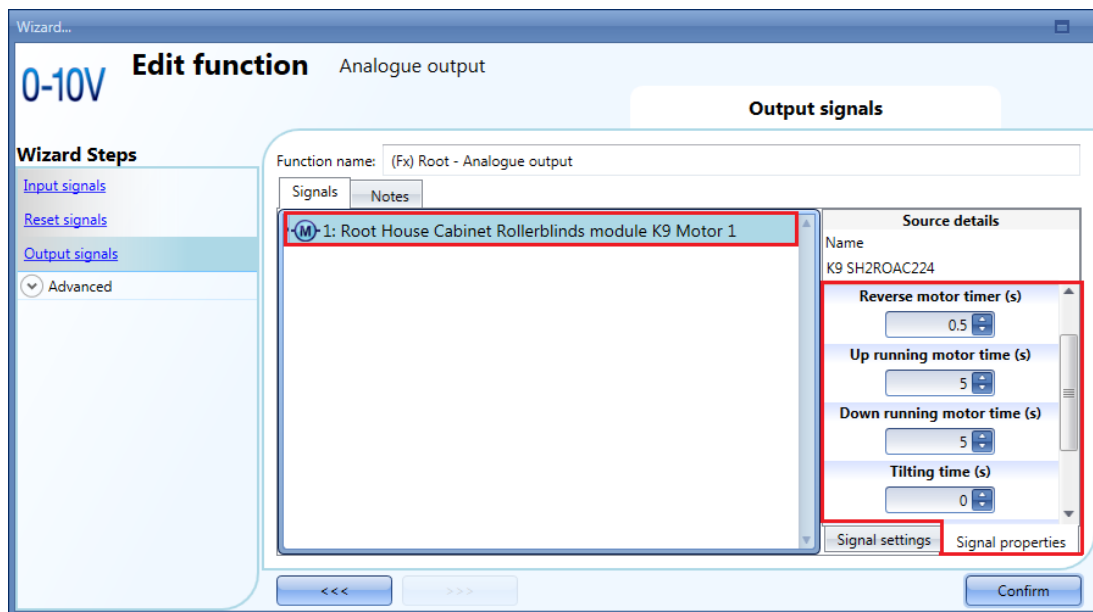 Wizard...
0-10V
Edit function Analogue output
Output signals
Wizard Steps
Input signals
Reset signals
Output signals
Advanced
Function name: (Fx) Root - Analogue output
Signals Notes
M 1: Root House Cabinet Rollerblinds module K9 Motor 1
Source details
Name
K9 SH2ROAC224
Reverse motor timer (s)
0.5
Up running motor time (s)
5
Down running motor time (s)
5
Tilting time (s)
0
Signal settings Signal properties
<<< >>> Confirm